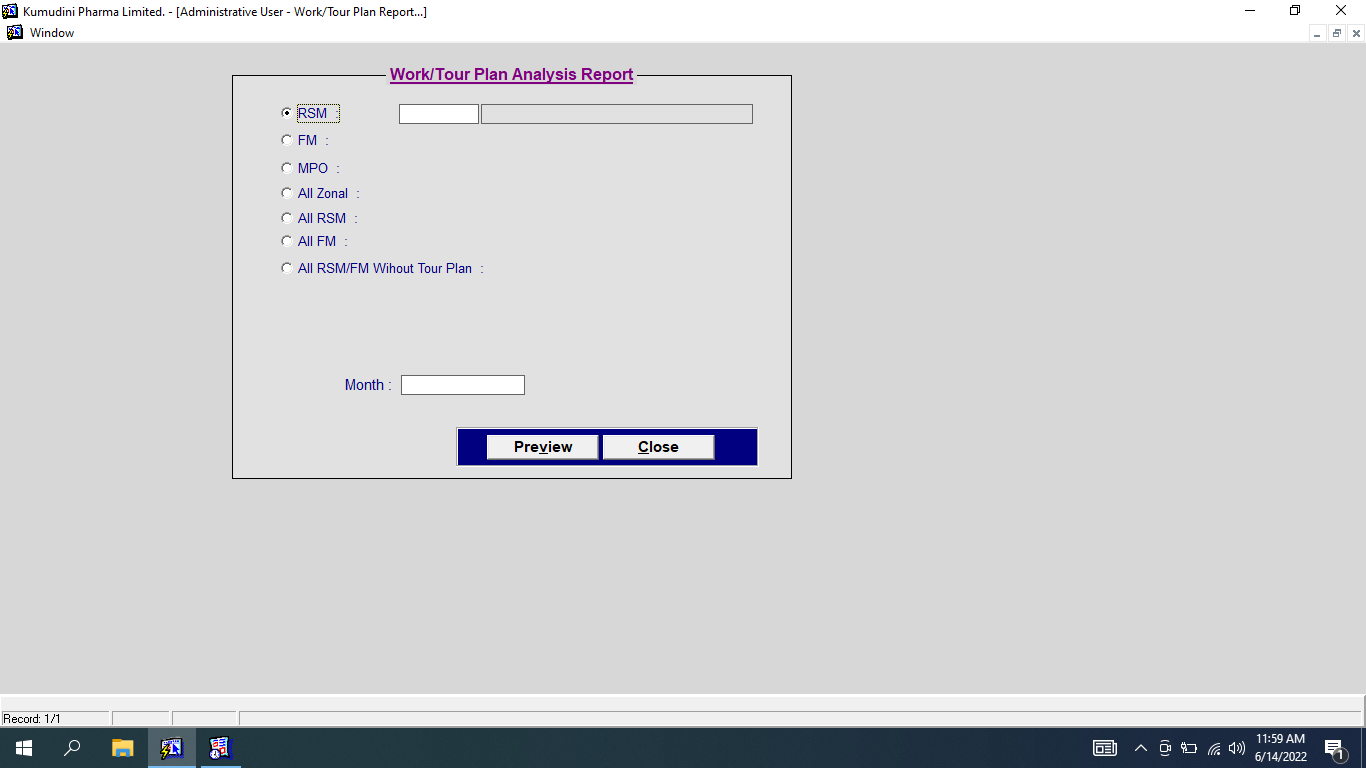 Kumudini Pharma Limited. - [Administrative User - Work/Tour Plan Report...]
Window
Work/Tour Plan Analysis Report
RSM :
FM :
MPO :
All Zonal :
All RSM :
All FM :
All RSM/FM Wihout Tour Plan :
Month :
Preview Close
Record: 1/1
11:59 AM
6/14/2022
1